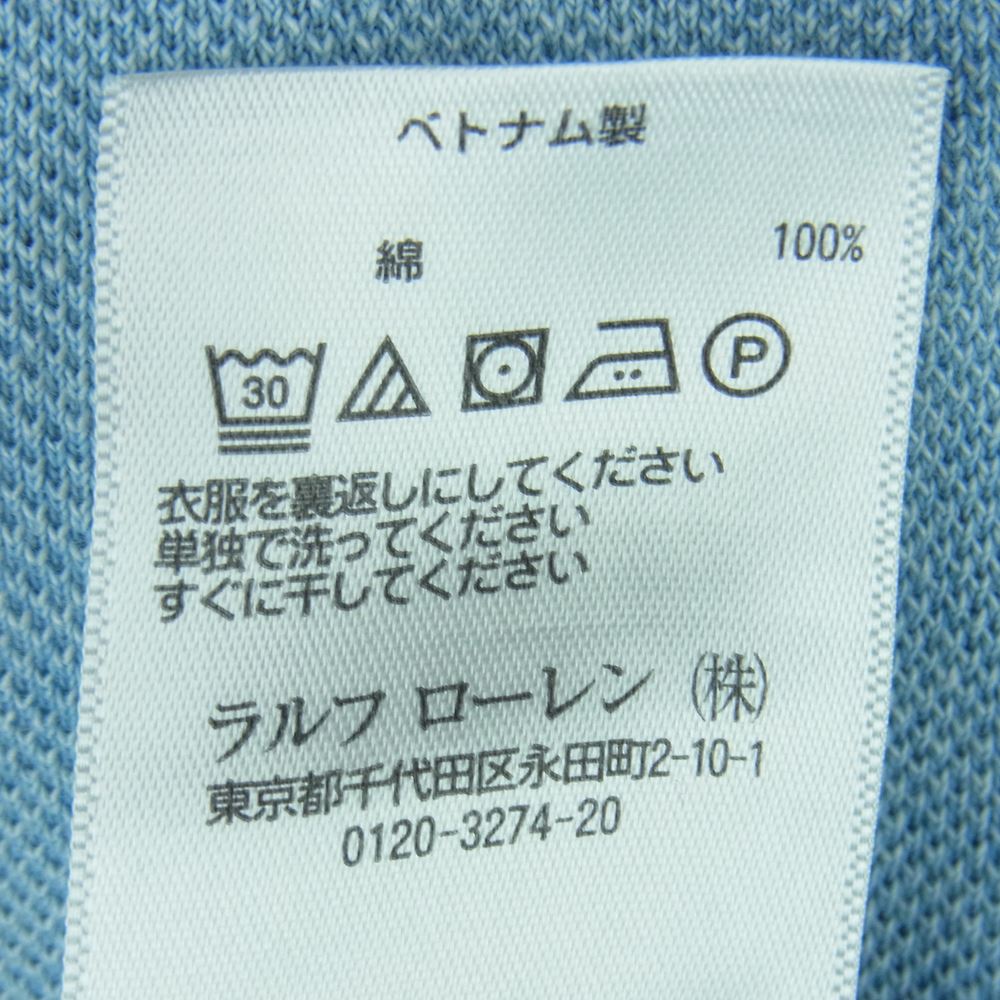 ベトナム製
綿 100%
30 P
衣服を裏返しにしてください
単独で洗ってください
すぐに干してください
ラルフ ローレン (株)
東京都千代田区永田町2-10-1
0120-3274-20